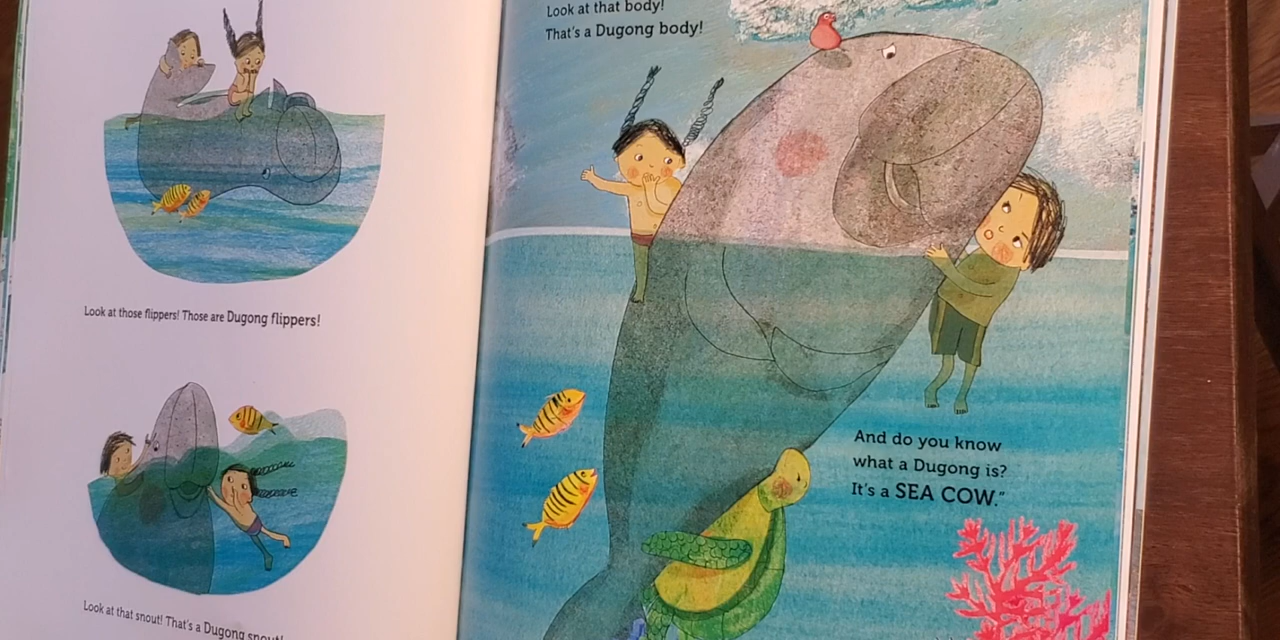 Look at those flippers! Those are Dugong flippers!
Look at that snout! That's a Dugong snout!
Look at that body!
That's a Dugong body!
And do you know
what a Dugong is?
It's a SEA COW."